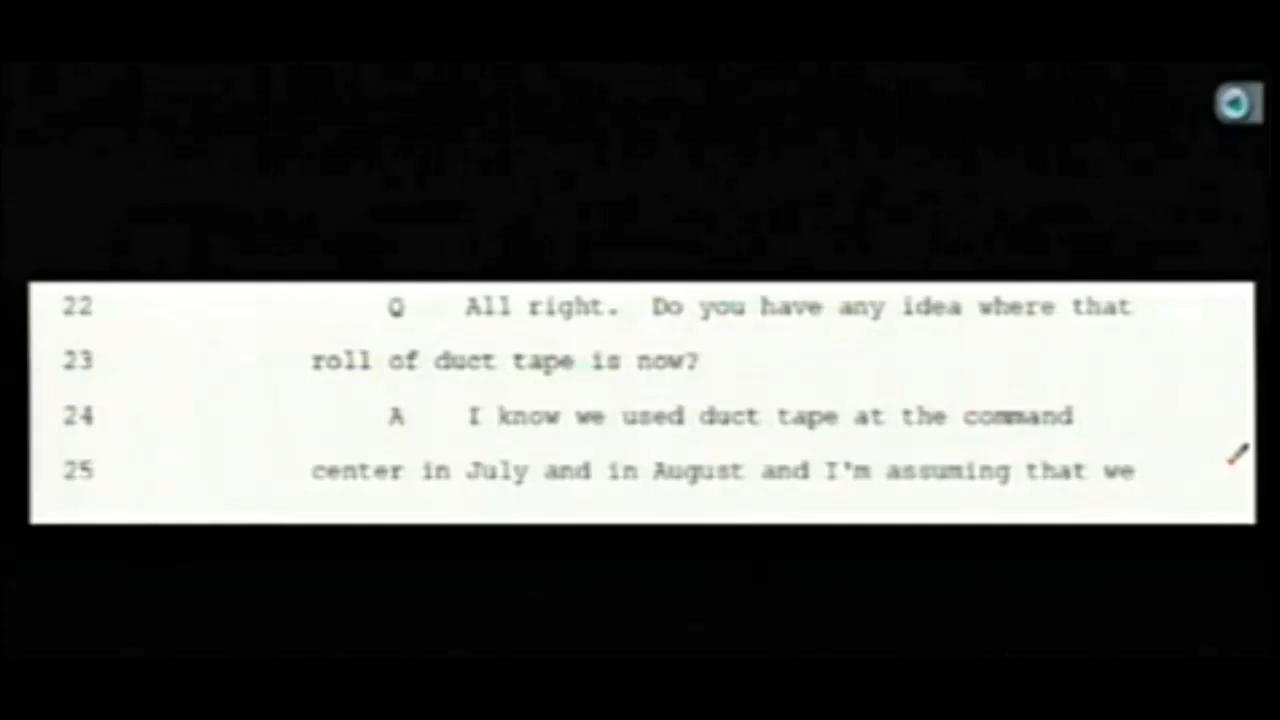 22 Q All right. Do you have any idea where that
23 roll of duct tape is now?
24 A I know we used duct tape at the command
25 center in July and in August and I'm assuming that we